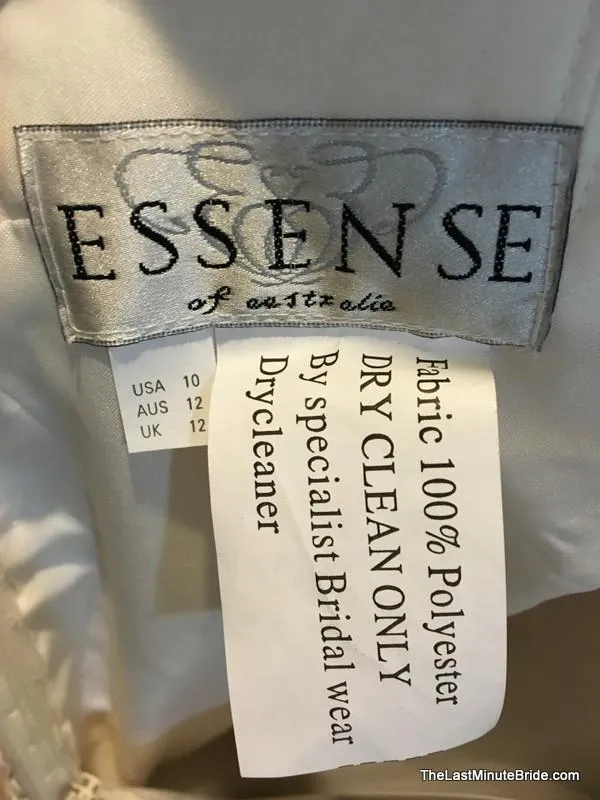 ESSENSE
of australia
USA 10
AUS 12
UK 12
Fabric 100% Polyester
DRY CLEAN ONLY
By specialist Bridal wear
Drycleaner
TheLastMinuteBride.com